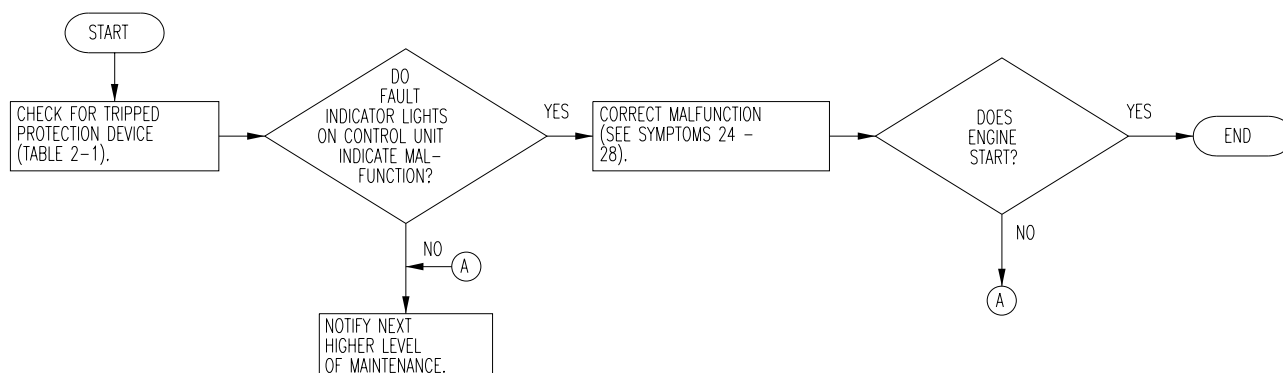 START
CHECK FOR TRIPPED
PROTECTION DEVICE
(TABLE 2-1).
DO
FAULT
INDICATOR LIGHTS
ON CONTROL UNIT
INDICATE MAL-
FUNCTION?
YES
CORRECT MALFUNCTION
(SEE SYMPTOMS 24 -
28).
DOES
ENGINE
START?
YES
END
NO
A
NO
A
NOTIFY NEXT
HIGHER LEVEL
OF MAINTENANCE.